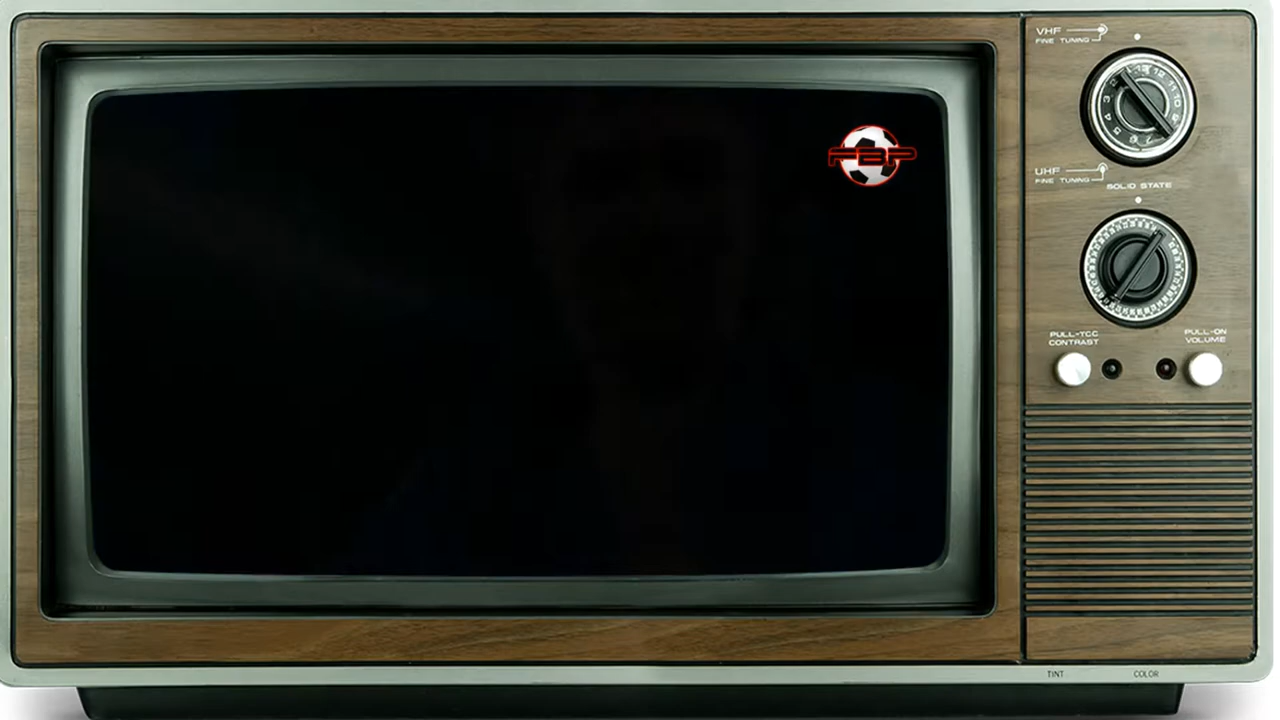 FBP
VHF
FINE TUNING
UHF
FINE TUNING
SOLID STATE
PULL-TCC
CONTRAST
PULL-ON
VOLUME
TINT
COLOR